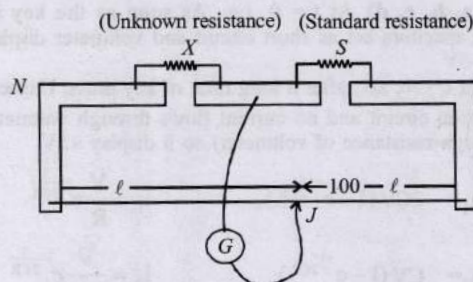 (Unknown resistance) (Standard resistance)
X S
N
ℓ 100 – ℓ
J
G